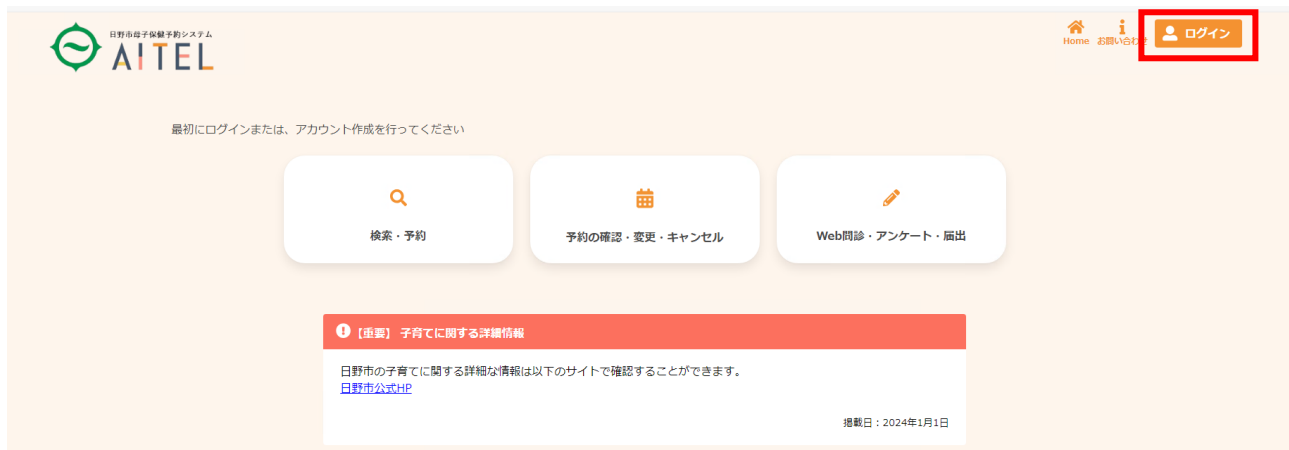 日野市母子保健予約システム
AITEL
Home
お問い合わせ
ログイン
最初にログインまたは、アカウント作成を行ってください
検索・予約
予約の確認・変更・キャンセル
Web問診・アンケート・届出
【重要】 子育てに関する詳細情報
日野市の子育てに関する詳細な情報は以下のサイトで確認することができます。
日野市公式HP
掲載日：2024年1月1日